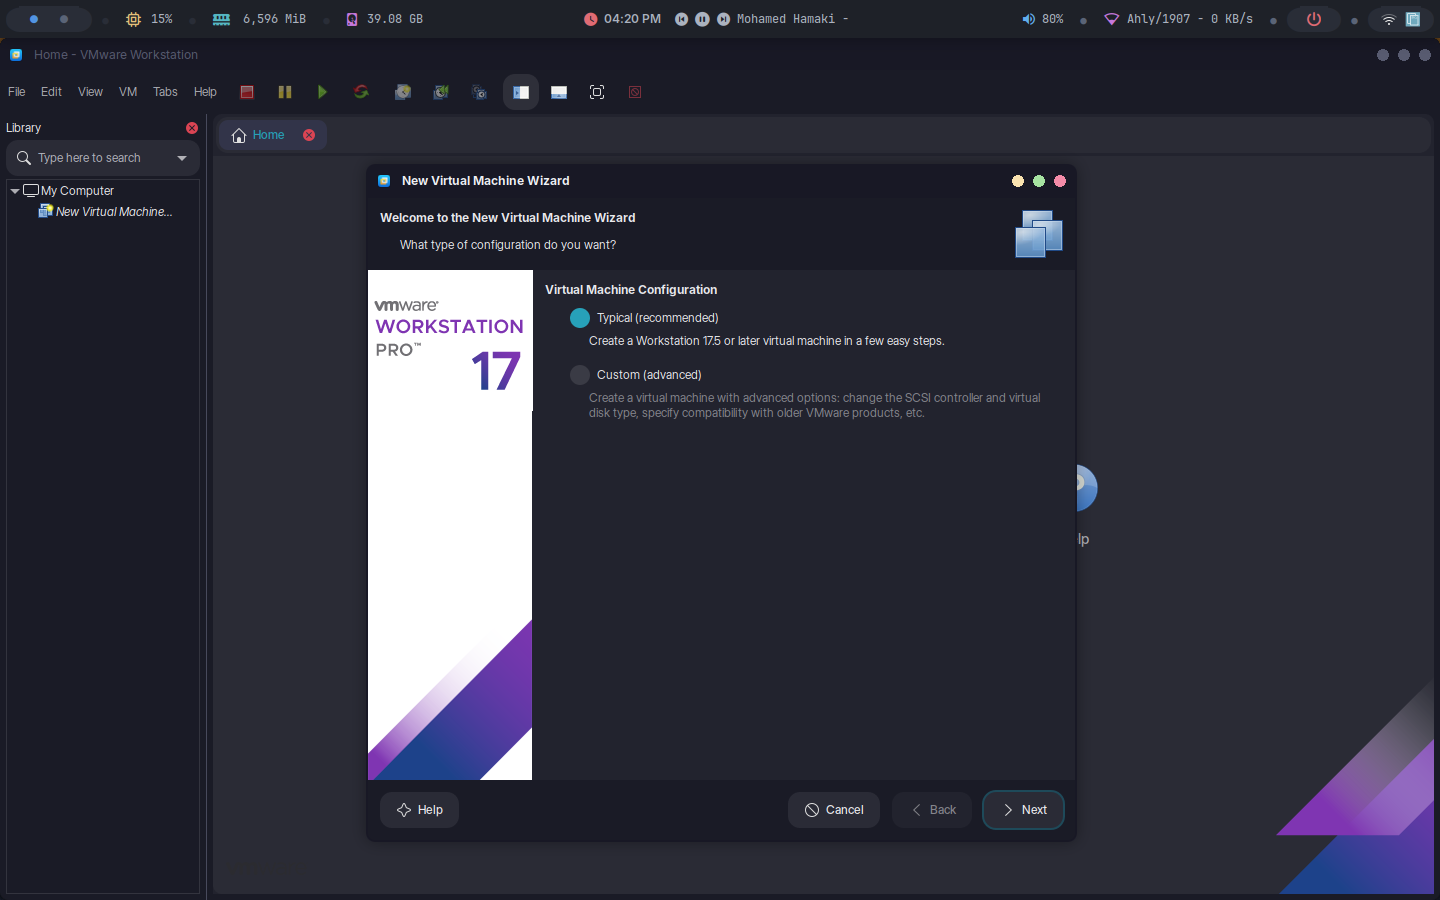 15%
6,596 MiB
39.08 GB
04:20 PM
Mohamed Hamaki -
80%
Ahly/1907 - 0 KB/s
Home - VMware Workstation
File Edit View VM Tabs Help
Library
Type here to search
My Computer
New Virtual Machine...
Home
New Virtual Machine Wizard
Welcome to the New Virtual Machine Wizard
What type of configuration do you want?
vmware®
WORKSTATION
PRO™
17
Virtual Machine Configuration
Typical (recommended)
Create a Workstation 17.5 or later virtual machine in a few easy steps.
Custom (advanced)
Create a virtual machine with advanced options: change the SCSI controller and virtual
disk type, specify compatibility with older VMware products, etc.
lp
Help
Cancel
Back
Next